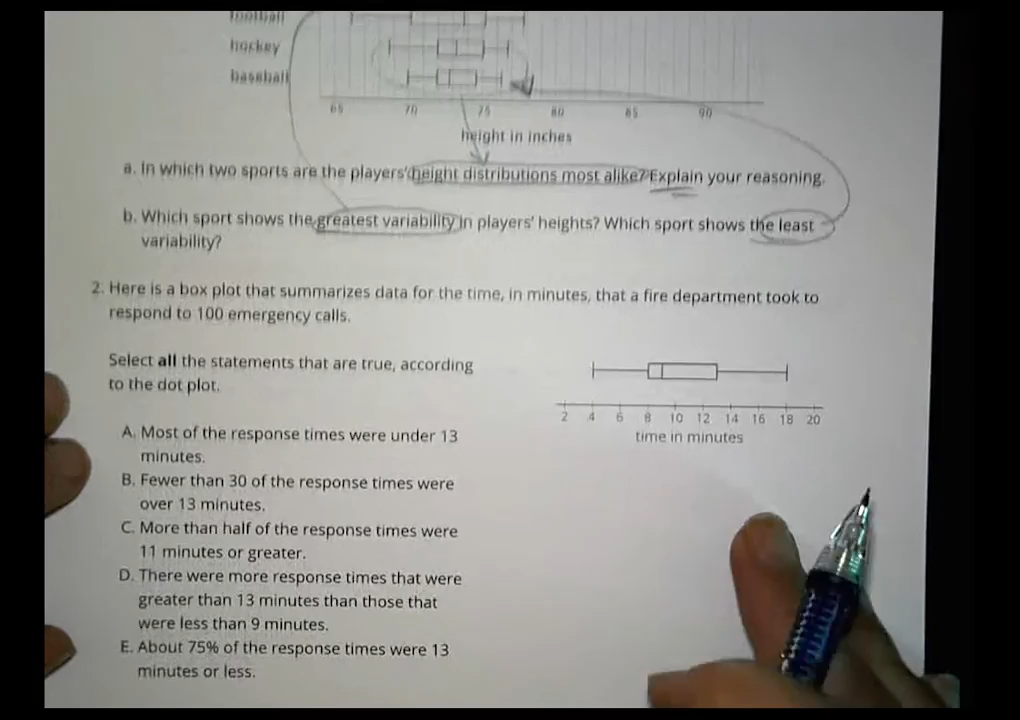 football
hockey
baseball
65 70 75 80 85 90
height in inches
a. In which two sports are the players' height distributions most alike? Explain your reasoning.
b. Which sport shows the greatest variability in players' heights? Which sport shows the least
variability?
2. Here is a box plot that summarizes data for the time, in minutes, that a fire department took to
respond to 100 emergency calls.
Select all the statements that are true, according
to the dot plot.
A. Most of the response times were under 13
minutes.
B. Fewer than 30 of the response times were
over 13 minutes.
C. More than half of the response times were
11 minutes or greater.
D. There were more response times that were
greater than 13 minutes than those that
were less than 9 minutes.
E. About 75% of the response times were 13
minutes or less.
2 4 6 8 10 12 14 16 18 20
time in minutes